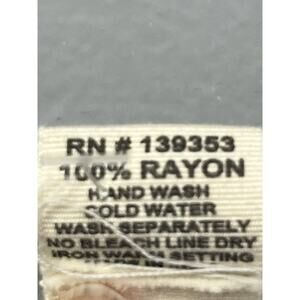 RN # 139353
100% RAYON
HAND WASH
COLD WATER
WASH SEPARATELY
NO BLEACH LINE DRY
IRON WARM SETTING